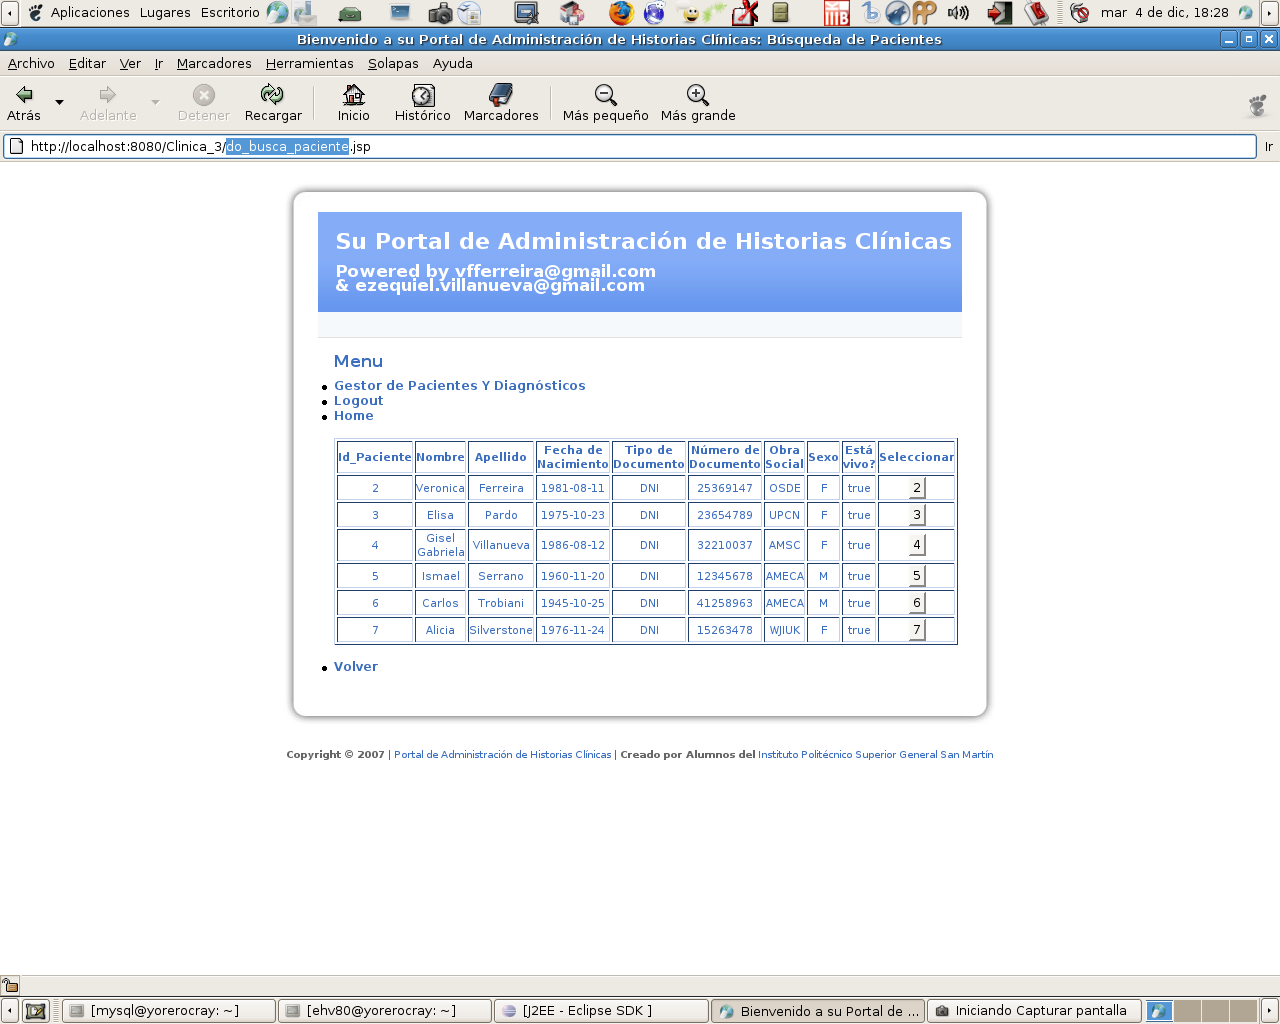 Aplicaciones Lugares Escritorio mar 4 de dic, 18:28
Bienvenido a su Portal de Administración de Historias Clínicas: Búsqueda de Pacientes
Archivo Editar Ver Ir Marcadores Herramientas Solapas Ayuda
Atrás Adelante Detener Recargar Inicio Histórico Marcadores Más pequeño Más grande
http://localhost:8080/Clinica_3/do_busca_paciente.jsp Ir
Su Portal de Administración de Historias Clínicas
Powered by vfferreira@gmail.com
& ezequiel.villanueva@gmail.com
Menu
Gestor de Pacientes Y Diagnósticos
Logout
Home
Id_Paciente Nombre Apellido Fecha de Nacimiento Tipo de Documento Número de Documento Obra Social Sexo Está vivo? Seleccionar
2 Veronica Ferreira 1981-08-11 DNI 25369147 OSDE F true 2
3 Elisa Pardo 1975-10-23 DNI 23654789 UPCN F true 3
4 Gisel Gabriela Villanueva 1986-08-12 DNI 32210037 AMSC F true 4
5 Ismael Serrano 1960-11-20 DNI 12345678 AMECA M true 5
6 Carlos Trobiani 1945-10-25 DNI 41258963 AMECA M true 6
7 Alicia Silverstone 1976-11-24 DNI 15263478 WJIUK F true 7
Volver
Copyright © 2007 | Portal de Administración de Historias Clínicas | Creado por Alumnos del Instituto Politécnico Superior General San Martín
[mysql@yorerocray: ~] [ehv80@yorerocray: ~] [J2EE - Eclipse SDK ] Bienvenido a su Portal de ... Iniciando Capturar pantalla